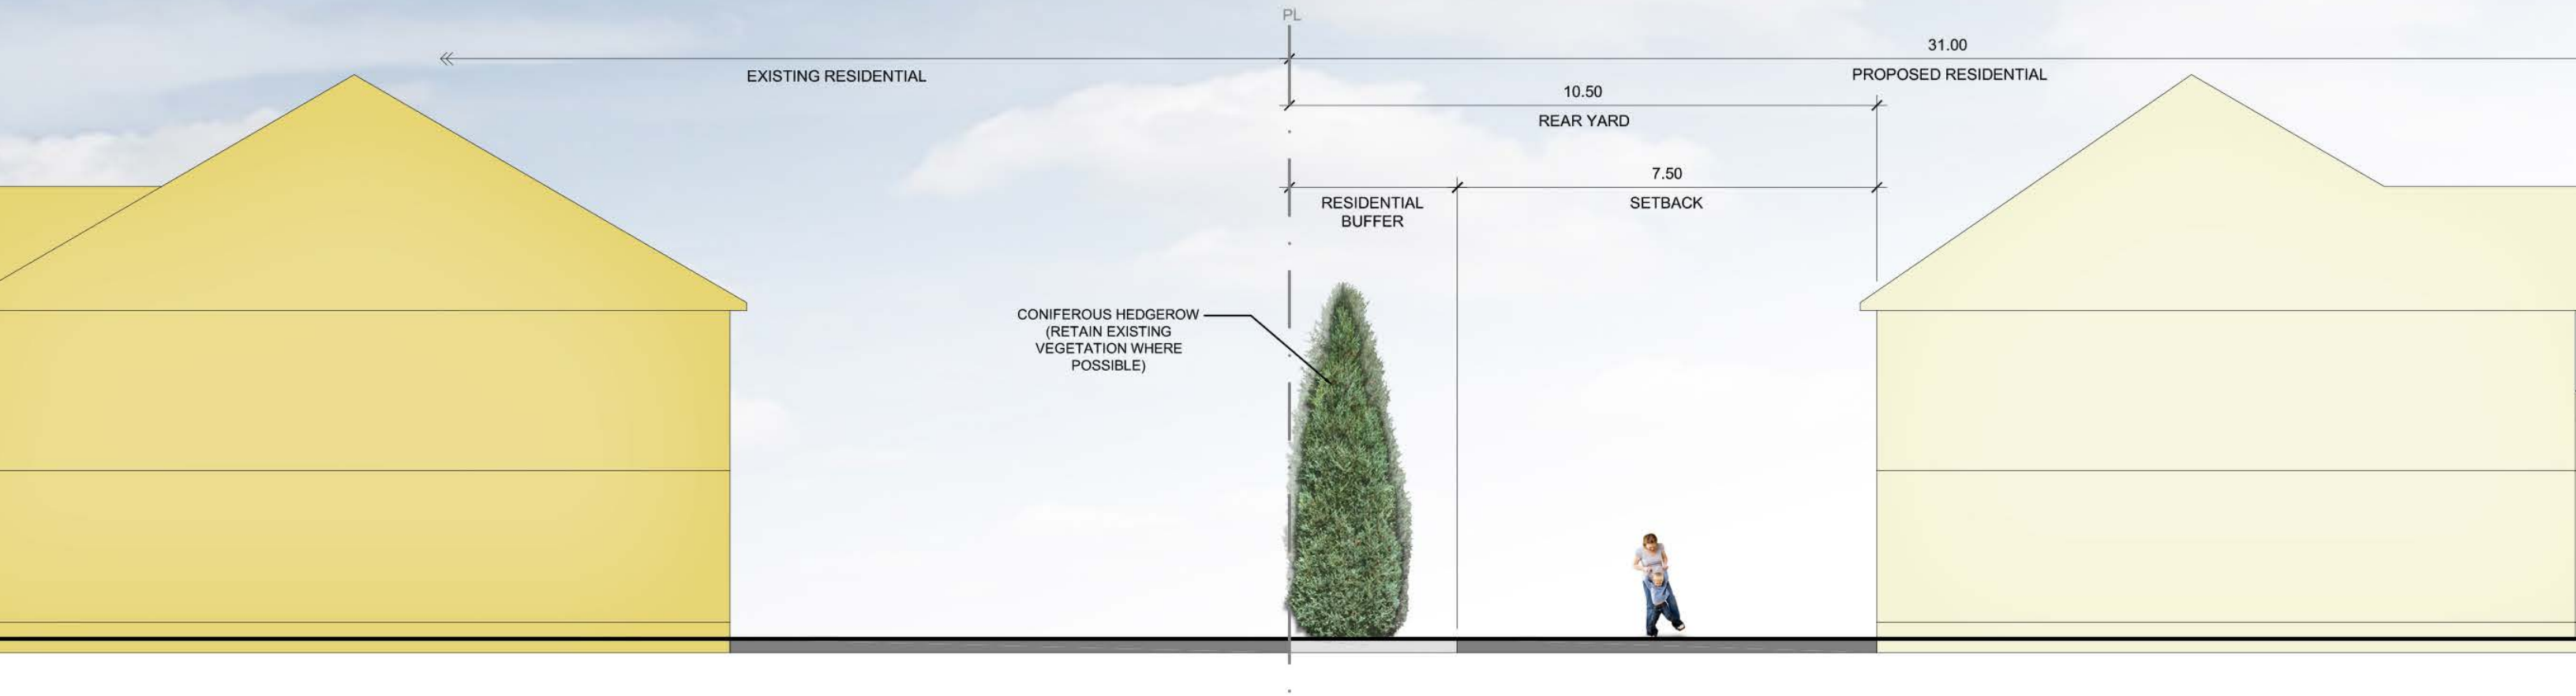 PL
31.00
EXISTING RESIDENTIAL
PROPOSED RESIDENTIAL
10.50
REAR YARD
7.50
RESIDENTIAL
BUFFER
SETBACK
CONIFEROUS HEDGEROW
(RETAIN EXISTING
VEGETATION WHERE
POSSIBLE)